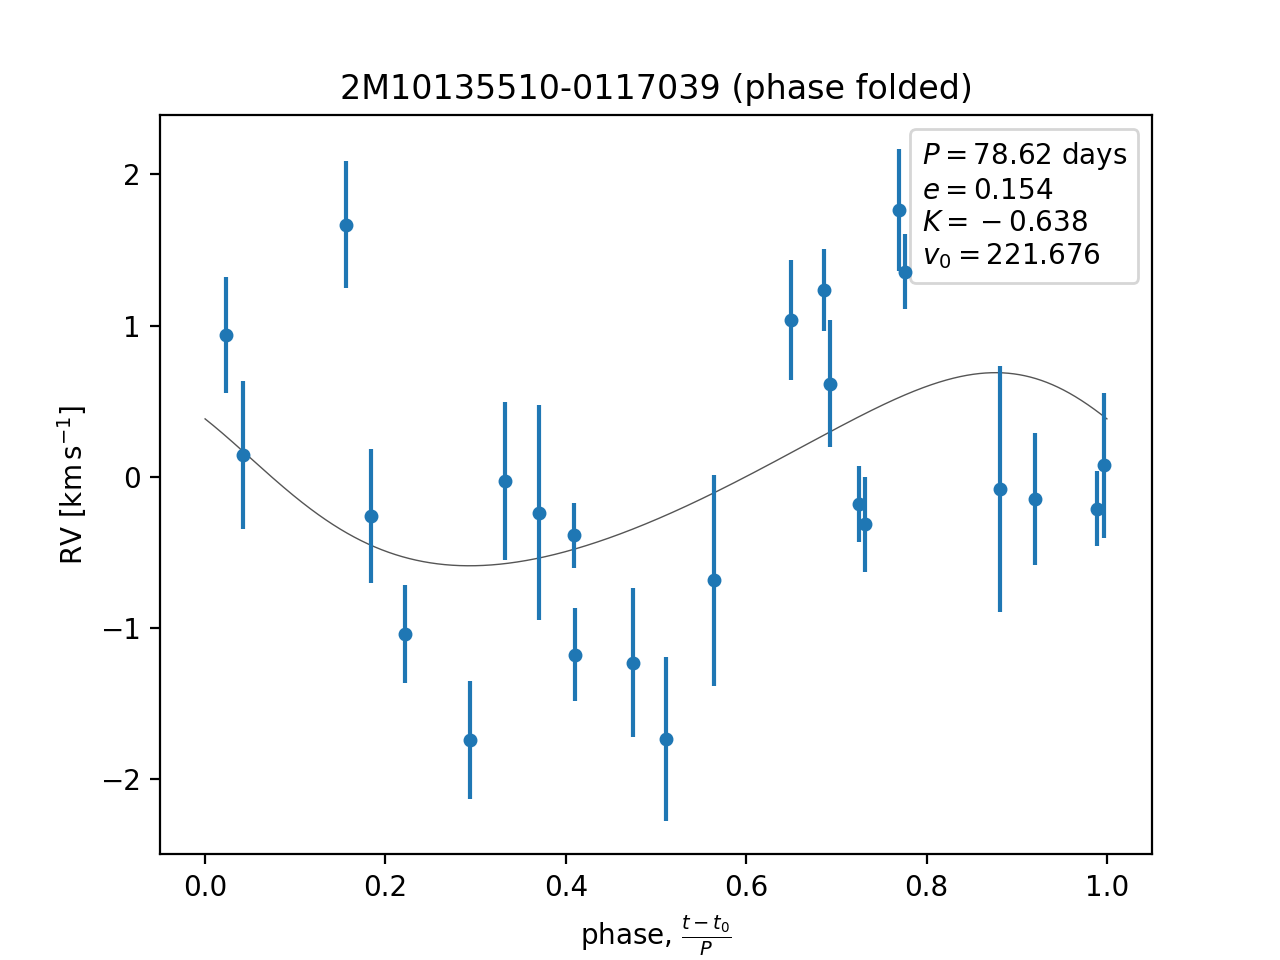 2M10135510-0117039 (phase folded)
P = 78.62 days
e = 0.154
K = −0.638
v₀ = 221.676
RV [km s⁻¹]
2
1
0
−1
−2
0.0 0.2 0.4 0.6 0.8 1.0
phase, (t − t₀)/P